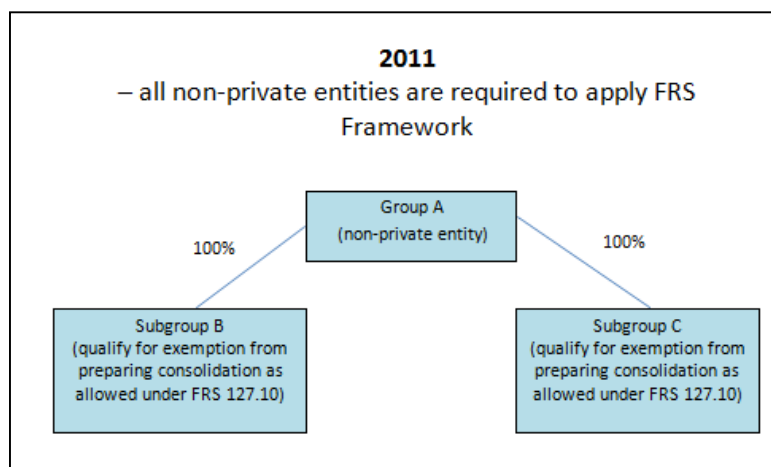 2011
– all non-private entities are required to apply FRS
Framework
Group A
(non-private entity)
100%
100%
Subgroup B
(qualify for exemption from
preparing consolidation as
allowed under FRS 127.10)
Subgroup C
(qualify for exemption from
preparing consolidation as
allowed under FRS 127.10)